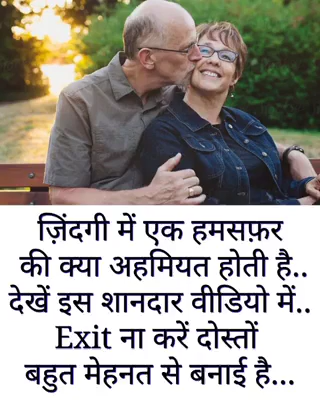 ज़िंदगी में एक हमसफ़र
की क्या अहमियत होती है..
देखें इस शानदार वीडियो में..
Exit ना करें दोस्तों
बहुत मेहनत से बनाई है...